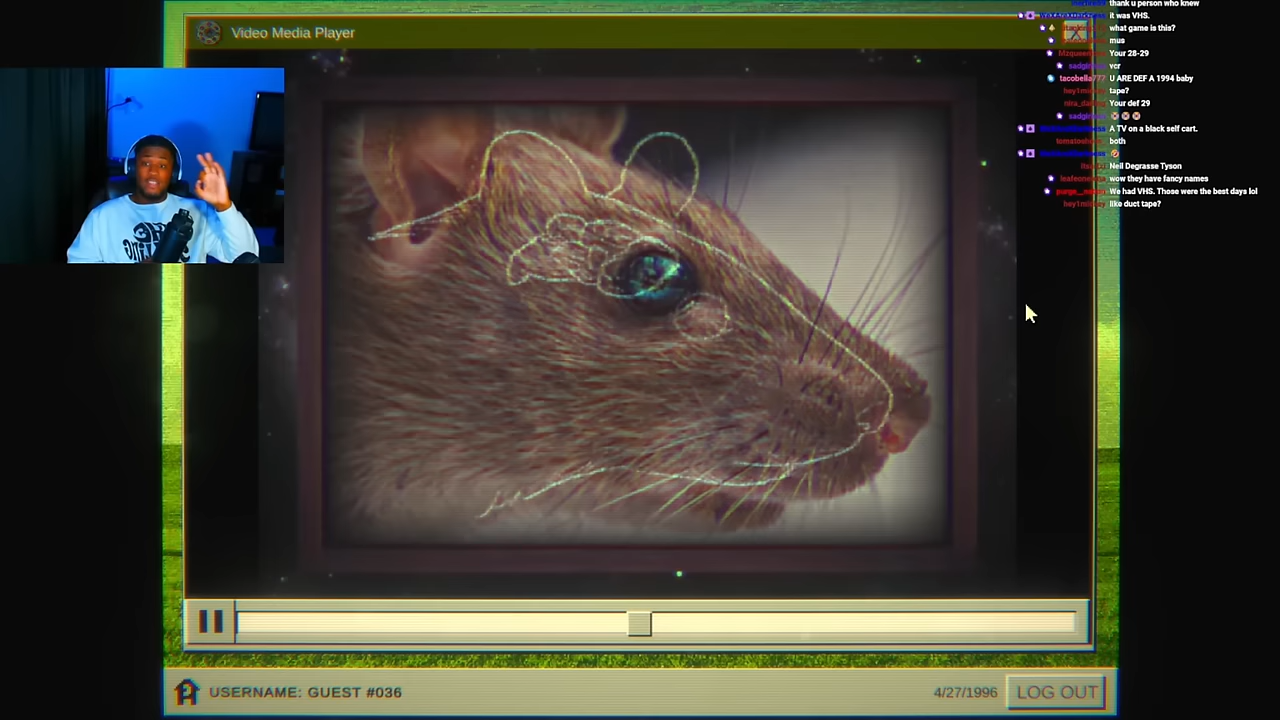 Video Media Player
thank u person who knew
it was VHS.
what game is this?
mus
Your 28-29
vcr
tacobella777 U ARE DEF A 1994 baby
tape?
Your def 29
A TV on a black self cart.
both
Neil Degrasse Tyson
wow they have fancy names
We had VHS. Those were the best days lol
like duct tape?
USERNAME: GUEST #036
4/27/1996
LOG OUT